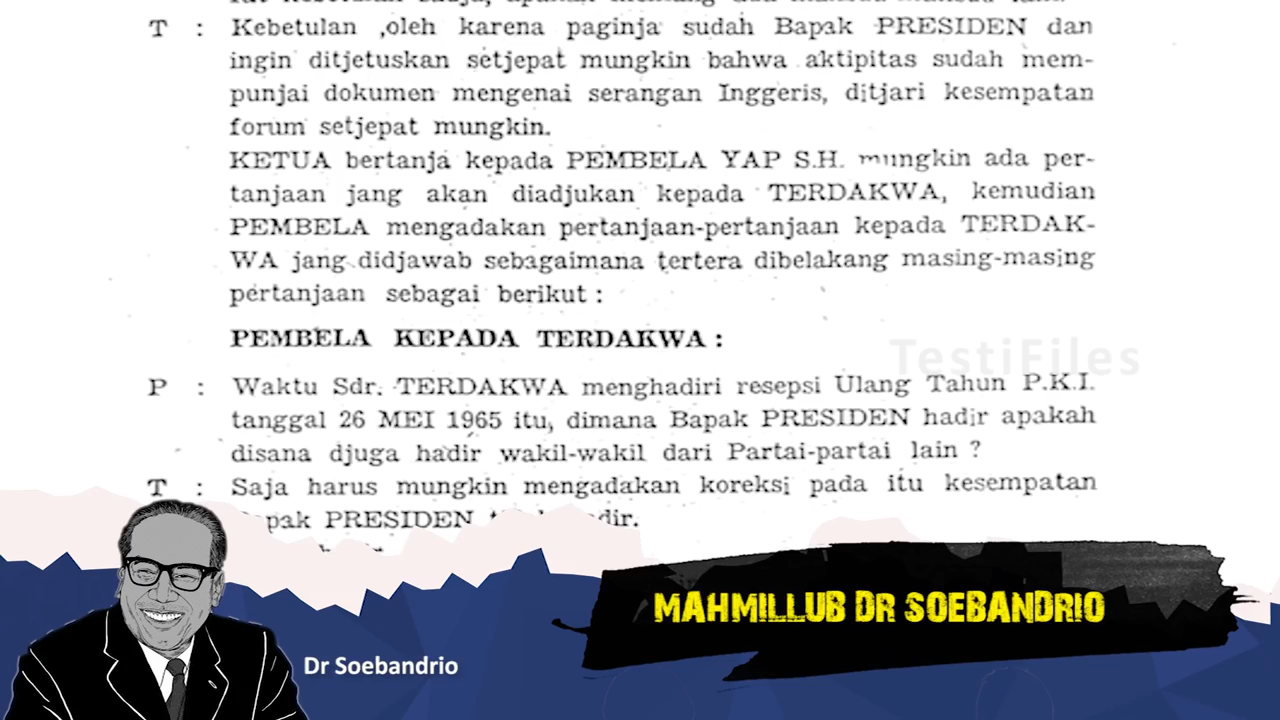 T : Kebetulan ,oleh karena paginja sudah Bapak PRESIDEN dan
ingin ditjetuskan setjepat mungkin bahwa aktipitas sudah mem-
punjai dokumen mengenai serangan Inggeris, ditjari kesempatan
forum setjepat mungkin.
KETUA bertanja kepada PEMBELA YAP S.H. mungkin ada per-
tanjaan jang akan diadjukan kepada TERDAKWA, kemudian
PEMBELA mengadakan pertanjaan-pertanjaan kepada TERDAK-
WA jang didjawab sebagaimana tertera dibelakang masing-masing
pertanjaan sebagai berikut :
PEMBELA KEPADA TERDAKWA :
TestiFiles
P : Waktu Sdr. TERDAKWA menghadiri resepsi Ulang Tahun P.K.I.
tanggal 26 MEI 1965 itu, dimana Bapak PRESIDEN hadir apakah
disana djuga hadir wakil-wakil dari Partai-partai lain ?
T : Saja harus mungkin mengadakan koreksi pada itu kesempatan
PRESIDEN
MAHMILLUB DR SOEBANDRIO
Dr Soebandrio